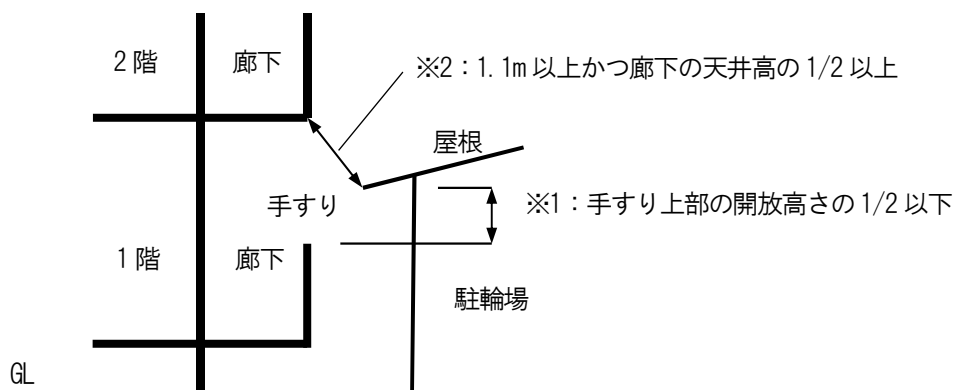 2階
廊下
※2：1.1m以上かつ廊下の天井高の1/2以上
屋根
手すり
※1：手すり上部の開放高さの1/2以下
1階
廊下
駐輪場
GL